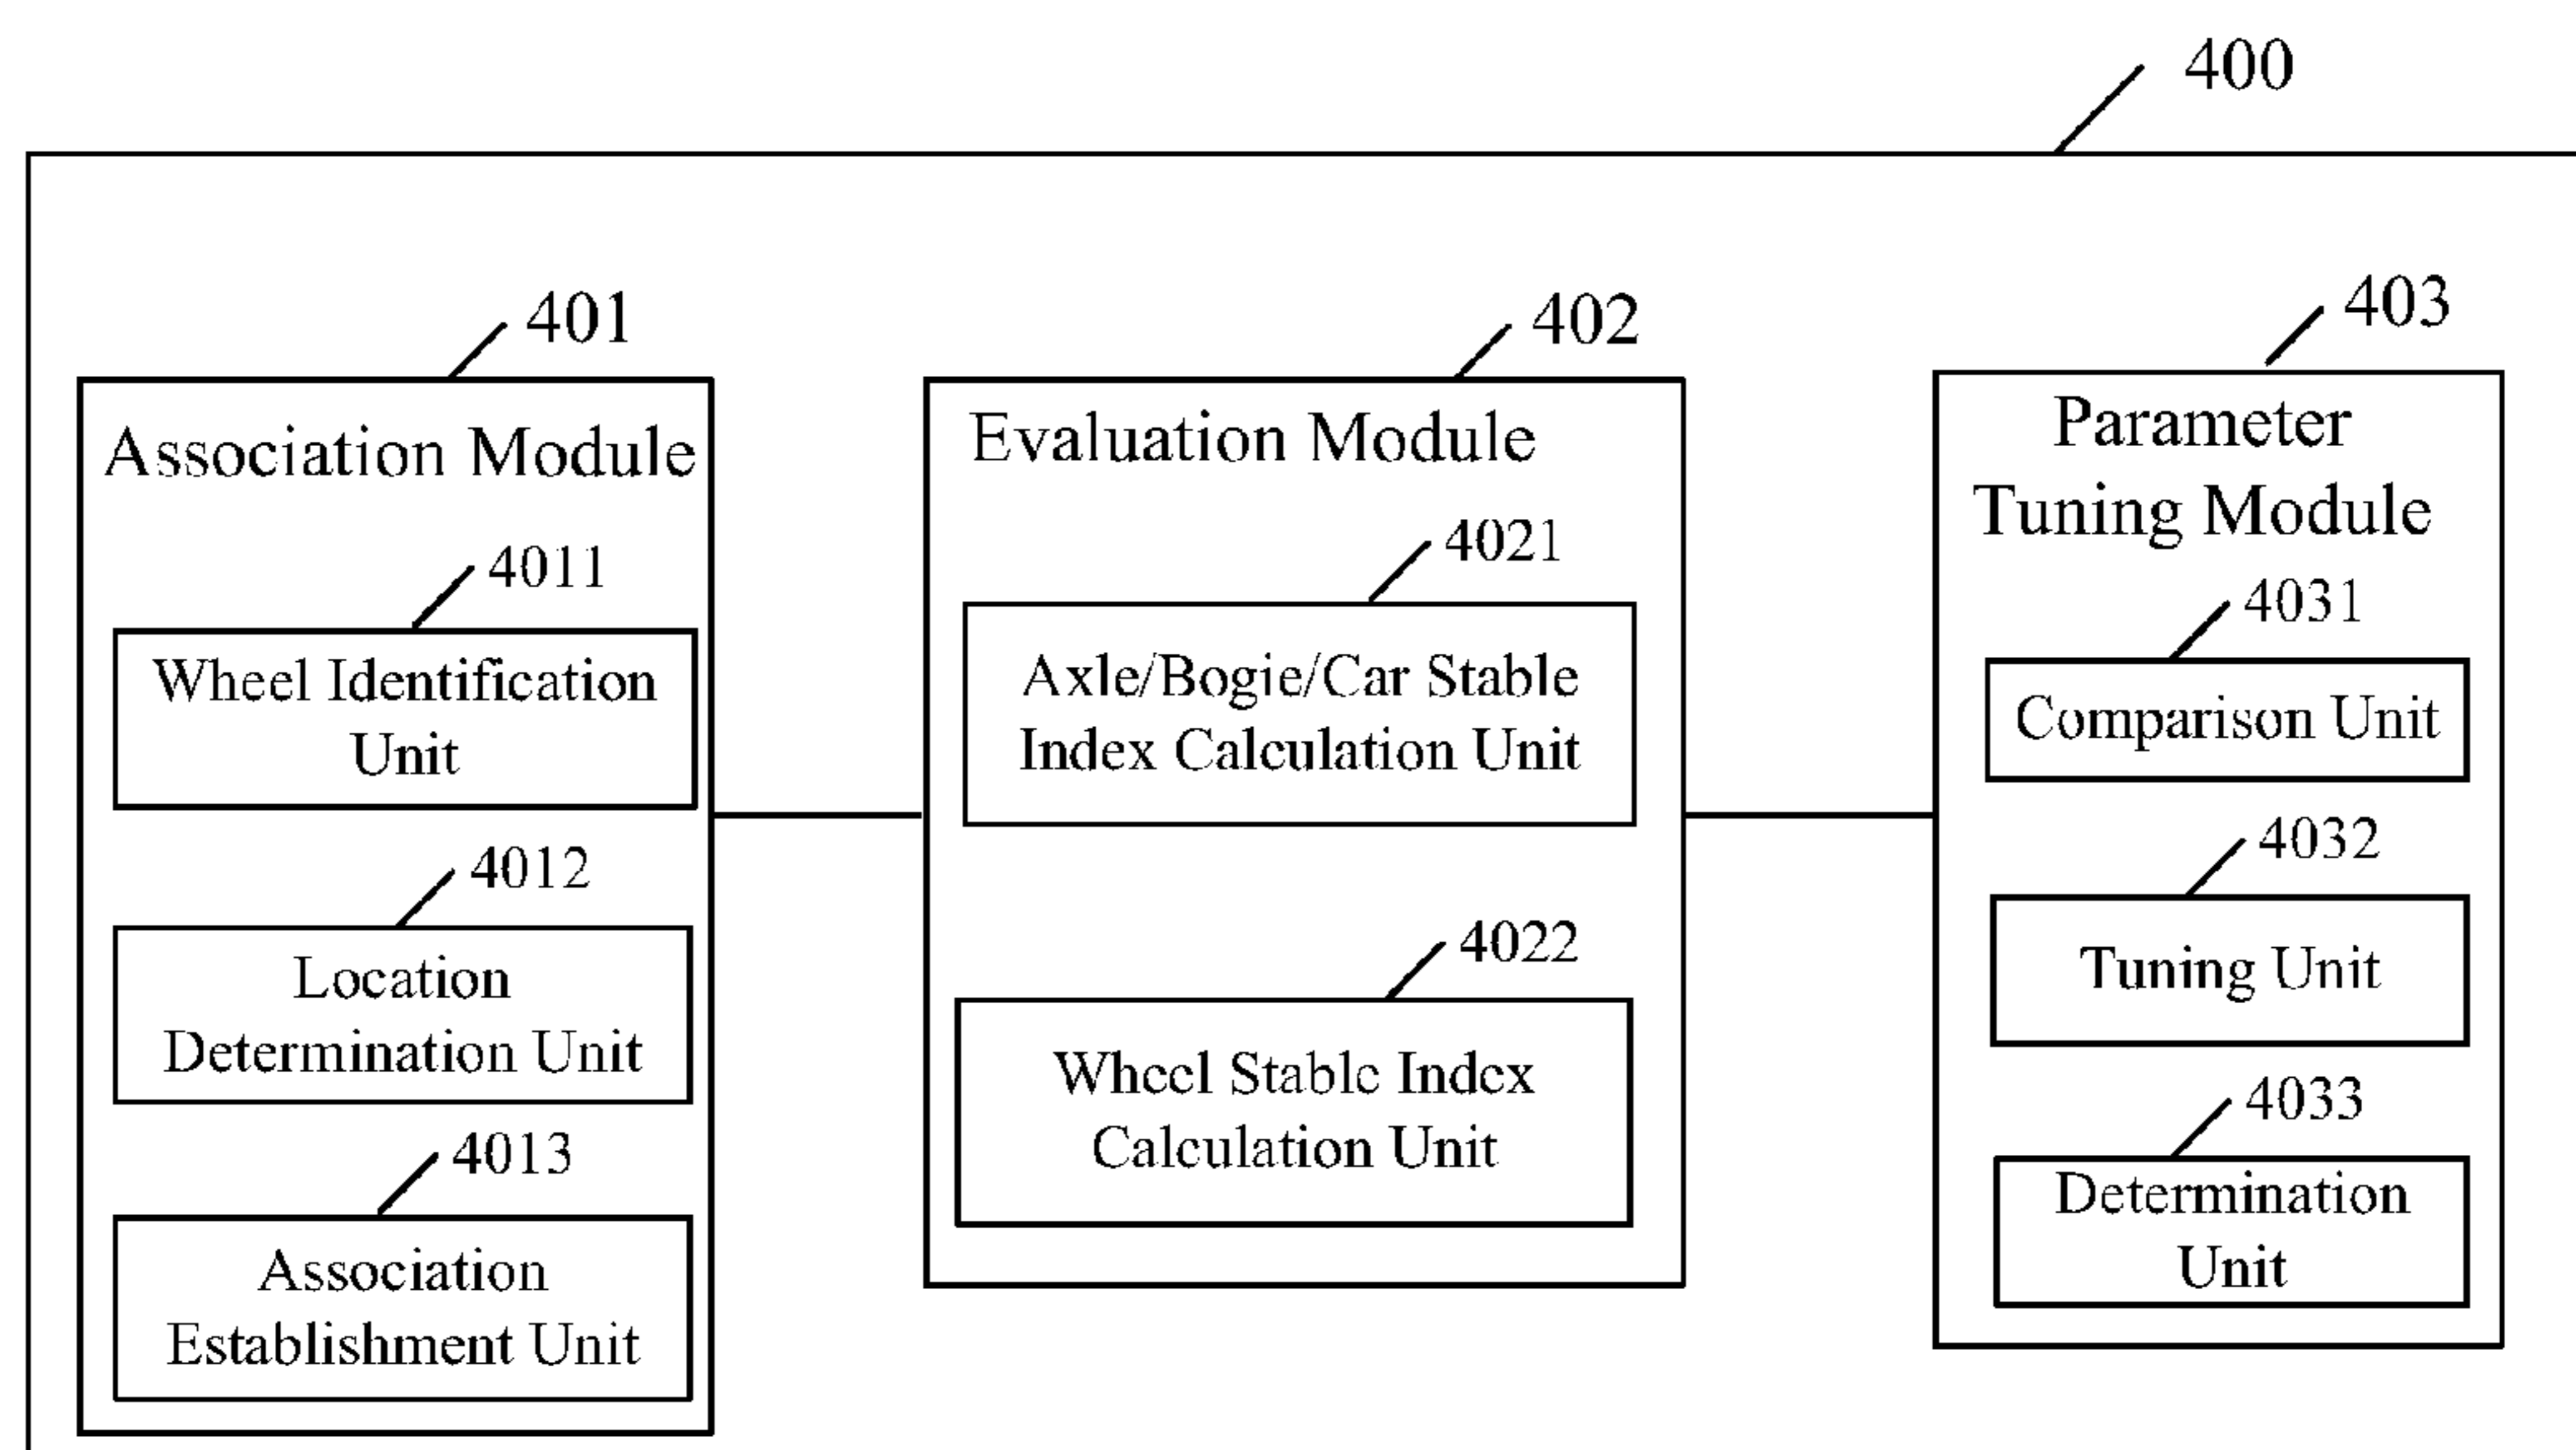 400
401
Association Module
4011
Wheel Identification
Unit
4012
Location
Determination Unit
4013
Association
Establishment Unit
402
Evaluation Module
4021
Axle/Bogie/Car Stable
Index Calculation Unit
4022
Wheel Stable Index
Calculation Unit
403
Parameter
Tuning Module
4031
Comparison Unit
4032
Tuning Unit
4033
Determination
Unit